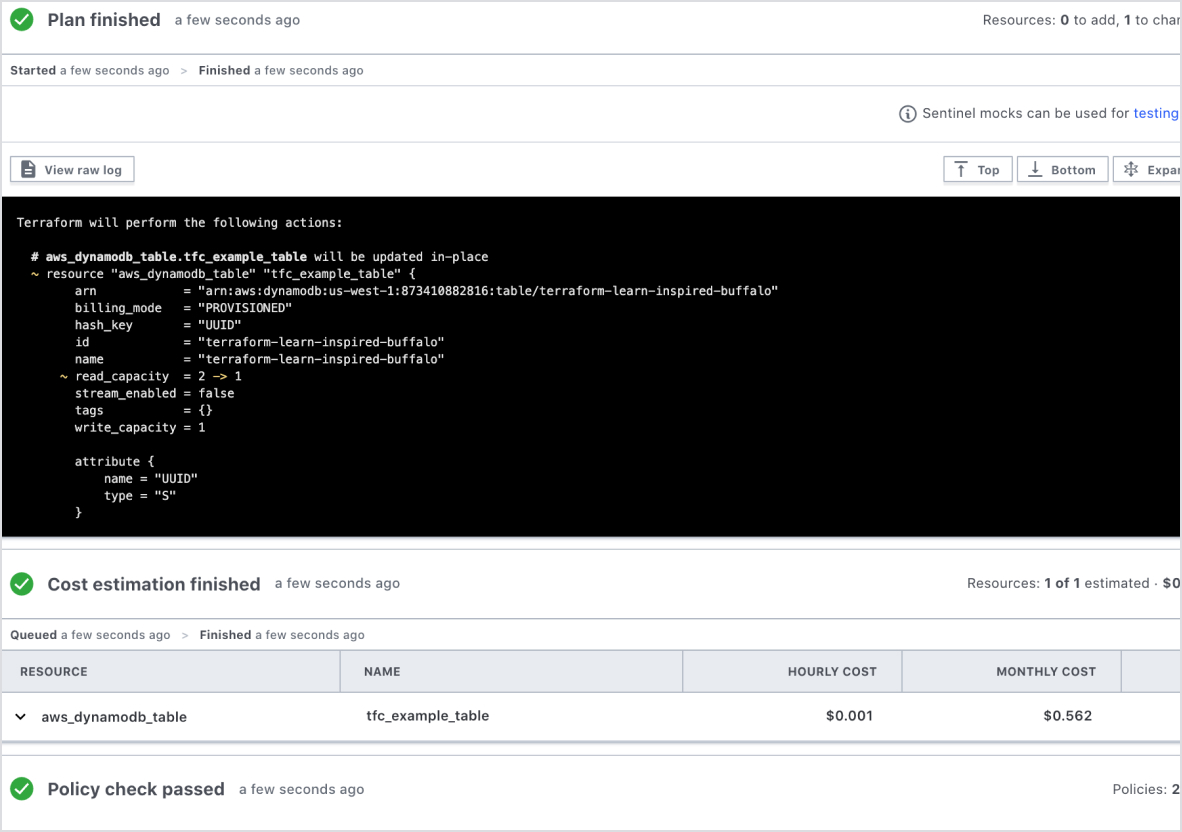 Plan finished a few seconds ago Resources: 0 to add, 1 to
Started a few seconds ago > Finished a few seconds ago
Sentinel mocks can be used for testing
View raw log Top Bottom
Terraform will perform the following actions:
# aws_dynamodb_table.tfc_example_table will be updated in-place
~ resource "aws_dynamodb_table" "tfc_example_table" {
arn = "arn:aws:dynamodb:us-west-1:873410882816:table/terraform-learn-inspired-buffalo"
billing_mode = "PROVISIONED"
hash_key = "UUID"
id = "terraform-learn-inspired-buffalo"
name = "terraform-learn-inspired-buffalo"
~ read_capacity = 2 -> 1
stream_enabled = false
tags = {}
write_capacity = 1
attribute {
name = "UUID"
type = "S"
}
Cost estimation finished a few seconds ago Resources: 1 of 1 estimated · $0
Queued a few seconds ago > Finished a few seconds ago
RESOURCE NAME HOURLY COST MONTHLY COST
aws_dynamodb_table tfc_example_table $0.001 $0.562
Policy check passed a few seconds ago Policies: 2